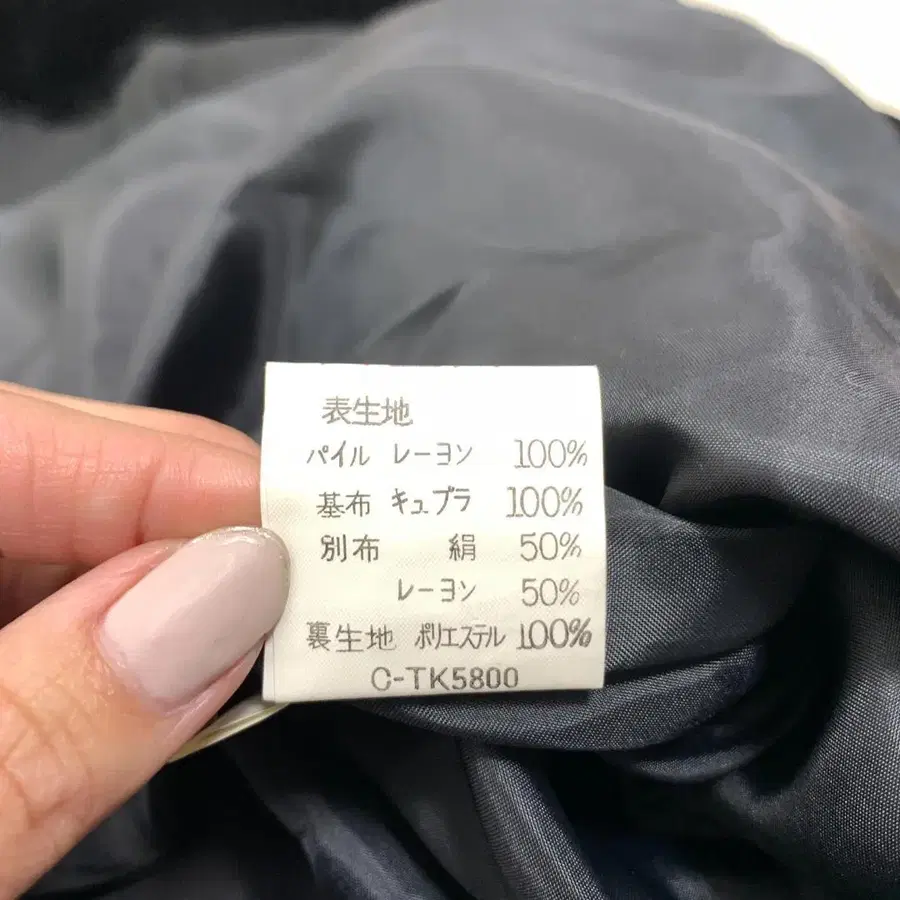 表生地
パイル レーヨン 100%
基布 キュプラ 100%
別布 絹 50%
レーヨン 50%
裏生地 ポリエステル 100%
C-TK5800